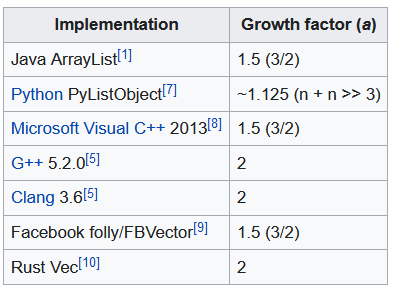 Implementation Growth factor (a)
Java ArrayList[1] 1.5 (3/2)
Python PyListObject[7] ~1.125 (n + n >> 3)
Microsoft Visual C++ 2013[8] 1.5 (3/2)
G++ 5.2.0[5] 2
Clang 3.6[5] 2
Facebook folly/FBVector[9] 1.5 (3/2)
Rust Vec[10] 2